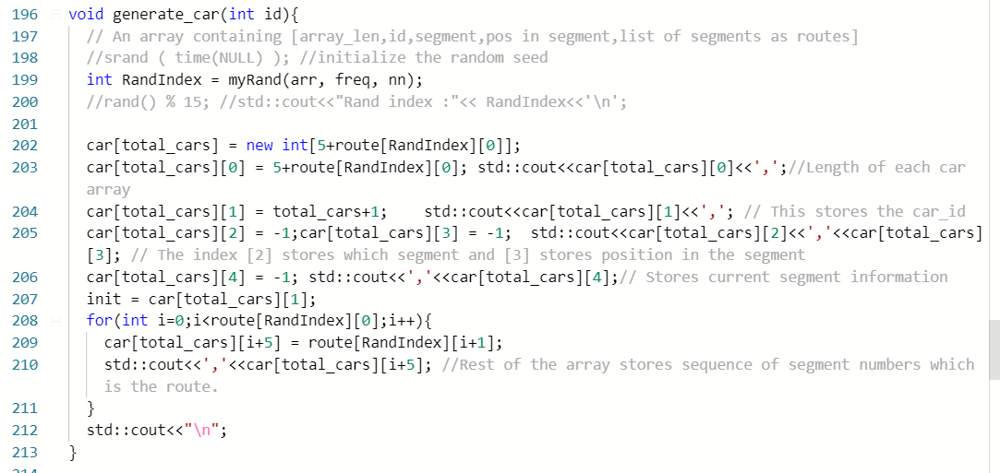 196 void generate_car(int id){
197 // An array containing [array_len,id,segment,pos in segment,list of segments as routes]
198 //srand ( time(NULL) ); //initialize the random seed
199 int RandIndex = myRand(arr, freq, nn);
200 //rand() % 15; //std::cout<<"Rand index :"<< RandIndex<<'\n';
201
202 car[total_cars] = new int[5+route[RandIndex][0]];
203 car[total_cars][0] = 5+route[RandIndex][0]; std::cout<<car[total_cars][0]<<',';//Length of each car
array
204 car[total_cars][1] = total_cars+1;    std::cout<<car[total_cars][1]<<','; // This stores the car_id
205 car[total_cars][2] = -1;car[total_cars][3] = -1;  std::cout<<car[total_cars][2]<<','<<car[total_cars]
[3]; // The index [2] stores which segment and [3] stores position in the segment
206 car[total_cars][4] = -1; std::cout<<','<<car[total_cars][4];// Stores current segment information
207 init = car[total_cars][1];
208 for(int i=0;i<route[RandIndex][0];i++){
209 car[total_cars][i+5] = route[RandIndex][i+1];
210 std::cout<<','<<car[total_cars][i+5]; //Rest of the array stores sequence of segment numbers which
is the route.
211 }
212 std::cout<<"\n";
213 }